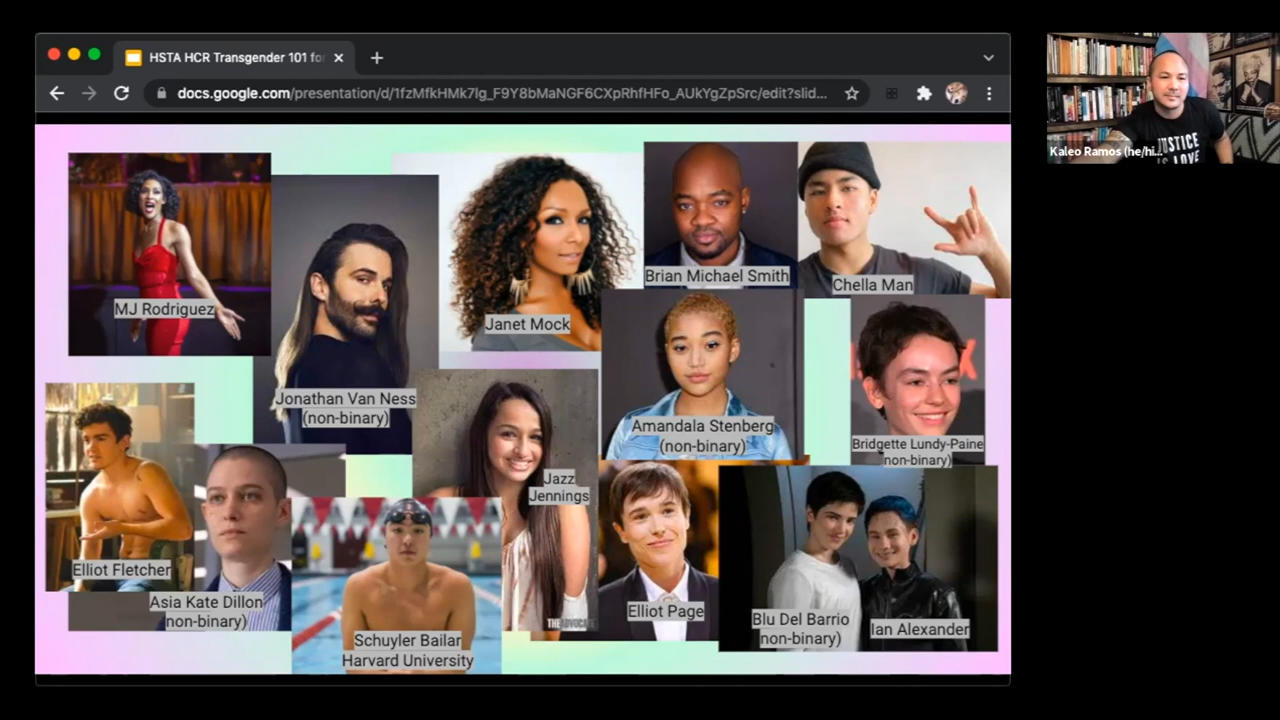 HSTA HCR Transgender 101 fo
docs.google.com/presentation/d/1fzMfkHMk7lg_F9Y8bMaNGF6CXpRhfHFo_AUkYgZpSrc/edit?slid...
Kaleo Ramos (he/hi...
JUSTICE
IS LOVE
MJ Rodriguez
Jonathan Van Ness
(non-binary)
Janet Mock
Brian Michael Smith
Chella Man
Amandala Stenberg
(non-binary)
Bridgette Lundy-Paine
non-binary)
Elliot Fletcher
Asia Kate Dillon
non-binary)
Schuyler Bailar
Harvard University
Jazz
Jennings
THE ADVOCATE
Elliot Page
Blu Del Barrio
non-binary)
Ian Alexander